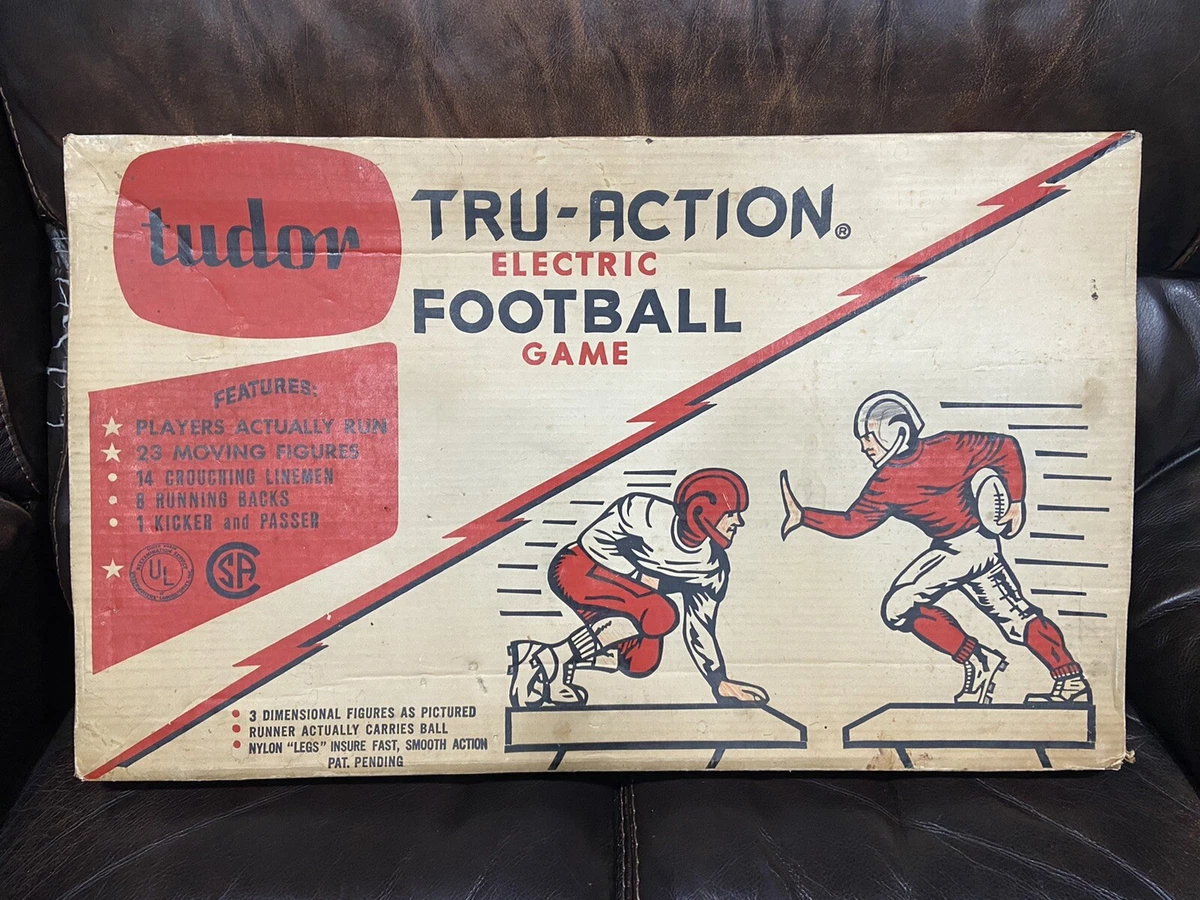 tudor
TRU-ACTION®
ELECTRIC
FOOTBALL
GAME
FEATURES:
PLAYERS ACTUALLY RUN
23 MOVING FIGURES
14 CROUCHING LINEMEN
8 RUNNING BACKS
1 KICKER and PASSER
UL
CSA
3 DIMENSIONAL FIGURES AS PICTURED
RUNNER ACTUALLY CARRIES BALL
NYLON "LEGS" INSURE FAST, SMOOTH ACTION
PAT. PENDING